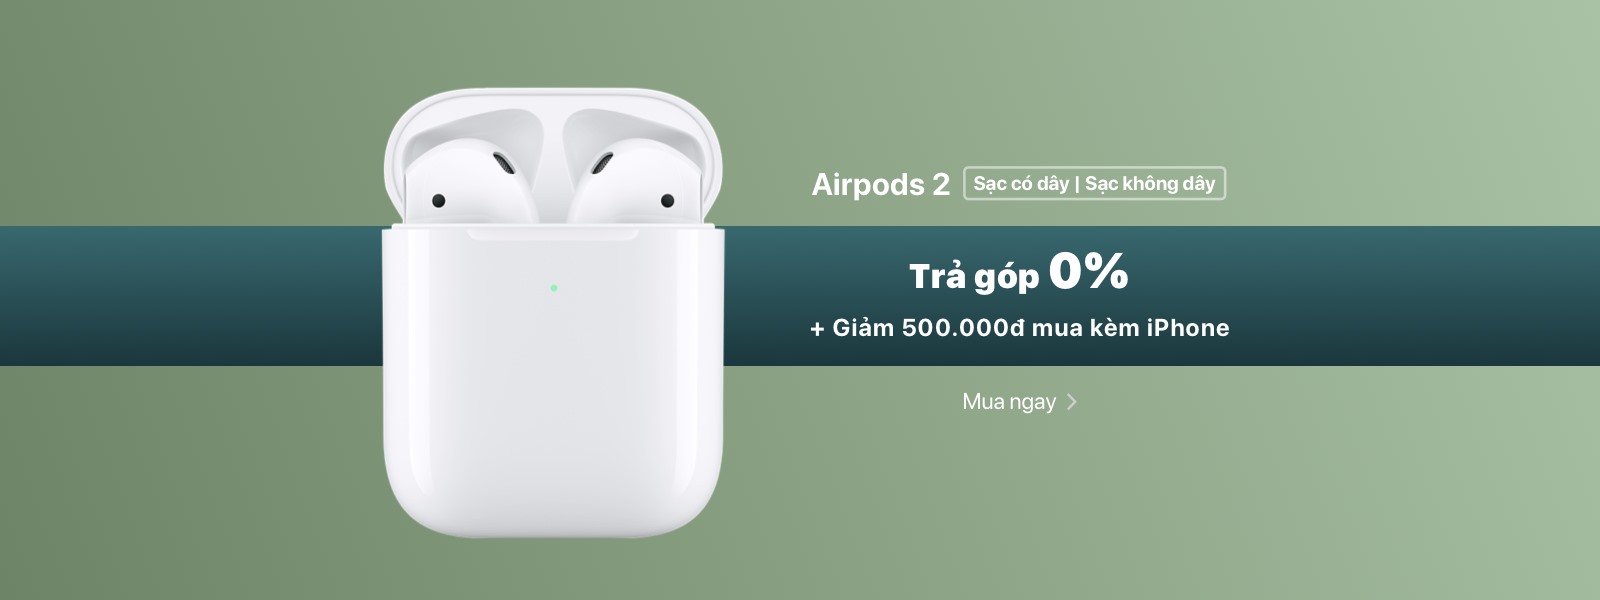 Airpods 2 Sạc có dây | Sạc không dây
Trả góp 0%
+ Giảm 500.000đ mua kèm iPhone
Mua ngay